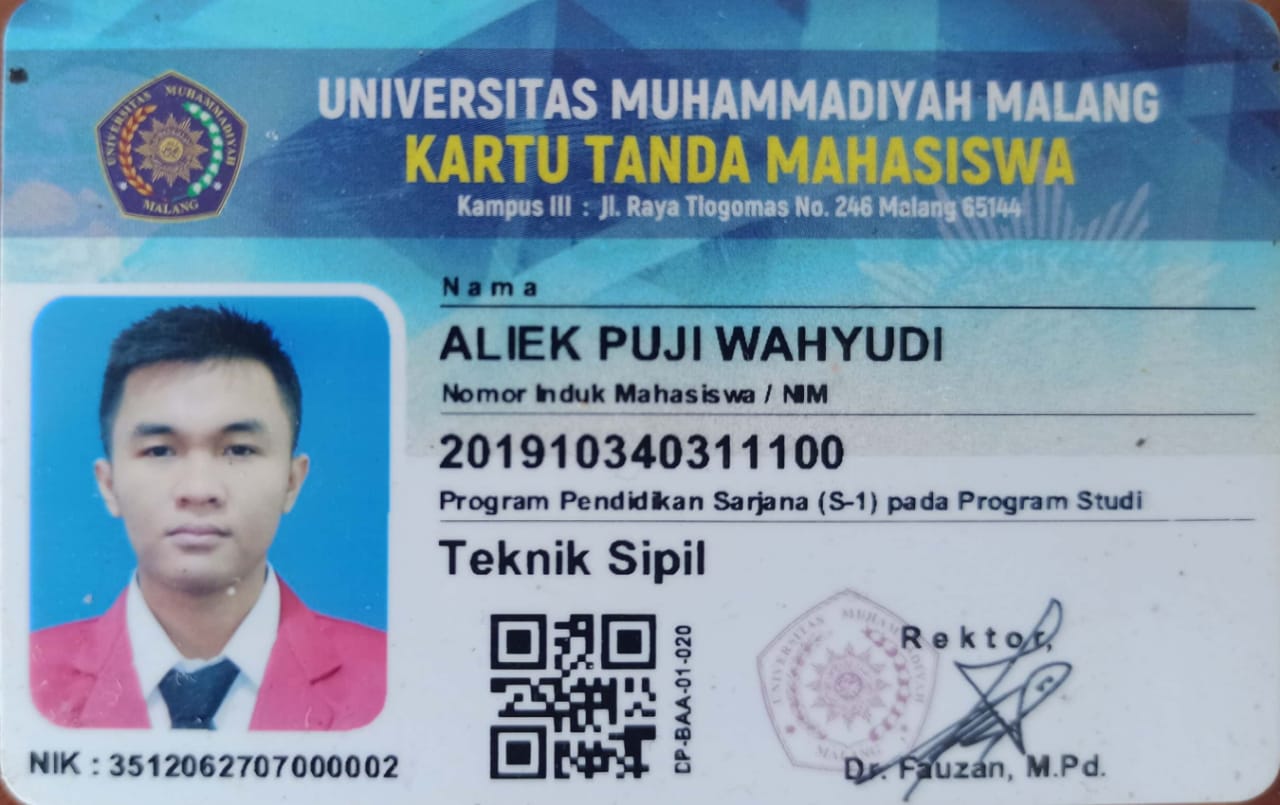 UNIVERSITAS MUHAMMADIYAH MALANG
KARTU TANDA MAHASISWA
Kampus III : Jl. Raya Tlogomas No. 246 Malang 65144
UNIVERSITAS MUHAMMADIYAH
MALANG
Nama
ALIEK PUJI WAHYUDI
Nomor Induk Mahasiswa / NIM
201910340311100
Program Pendidikan Sarjana (S-1) pada Program Studi
Teknik Sipil
DP-BAA-01-020
UNIVERSITAS MUHAMMADIYAH
MALANG
Rektor,
Dr. Fauzan, M.Pd.
NIK : 3512062707000002